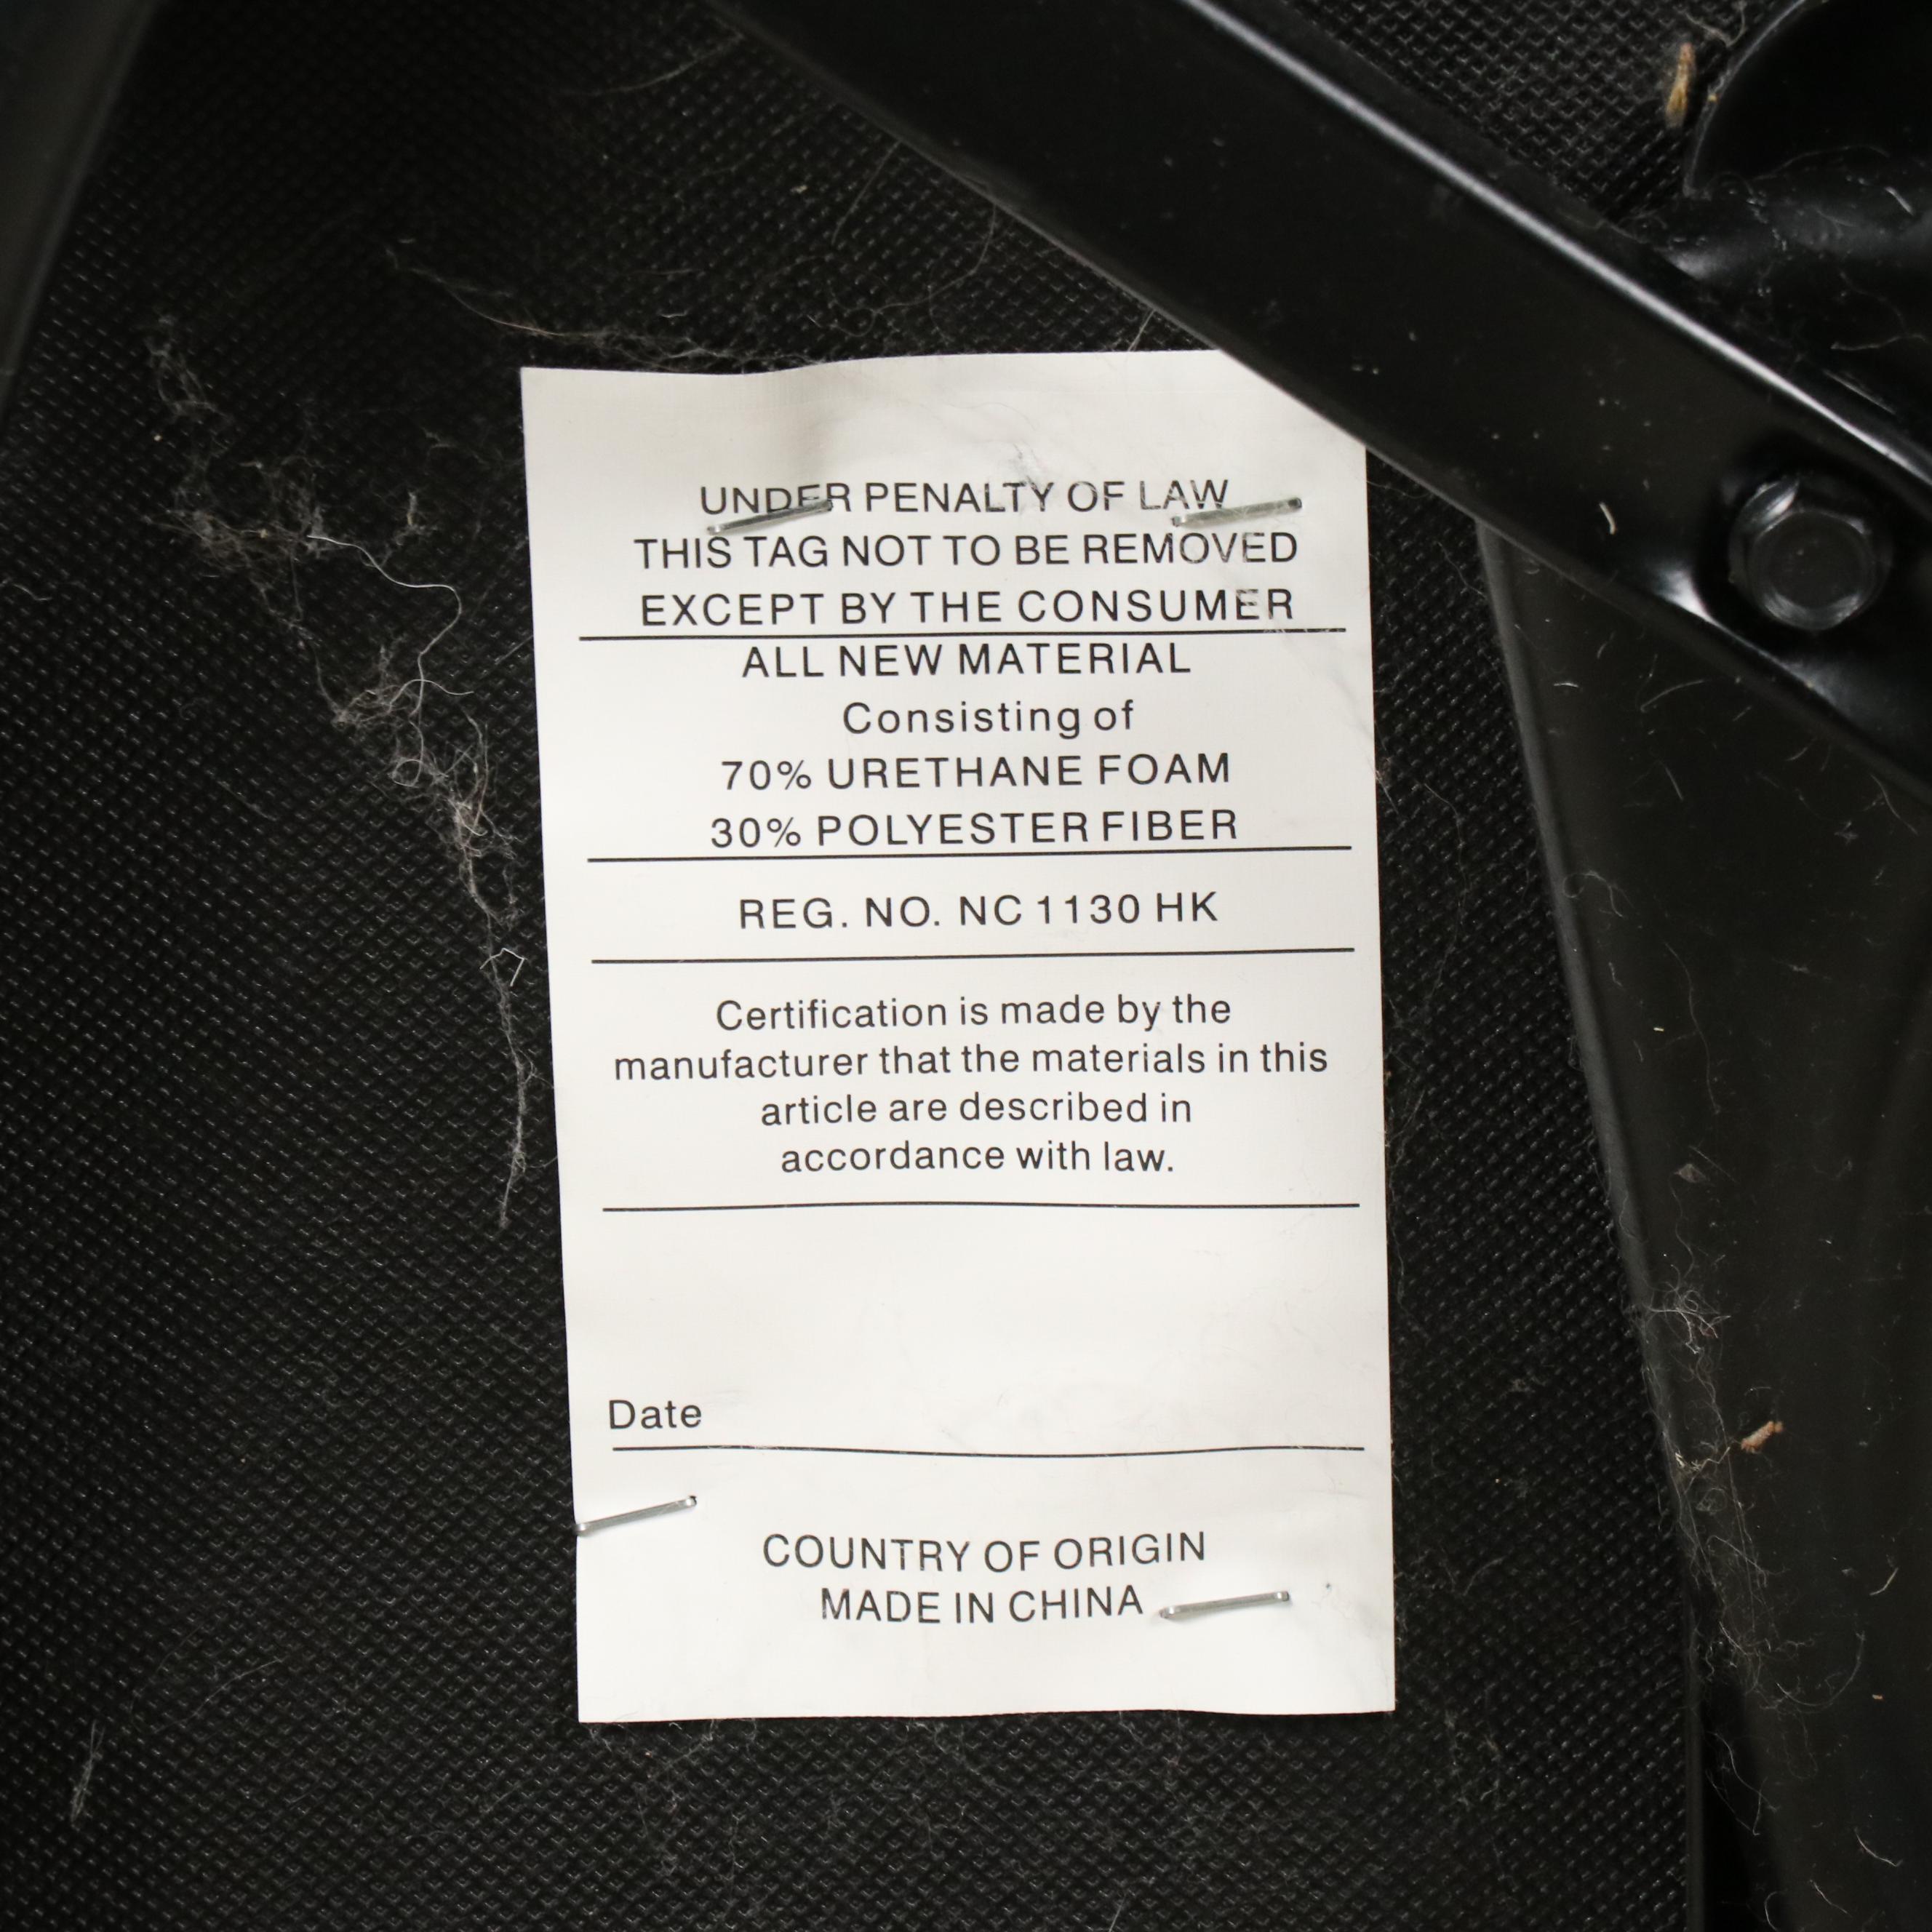 UNDER PENALTY OF LAW
THIS TAG NOT TO BE REMOVED
EXCEPT BY THE CONSUMER
ALL NEW MATERIAL
Consisting of
70% URETHANE FOAM
30% POLYESTER FIBER
REG. NO. NC 1130 HK
Certification is made by the
manufacturer that the materials in this
article are described in
accordance with law.
Date
COUNTRY OF ORIGIN
MADE IN CHINA